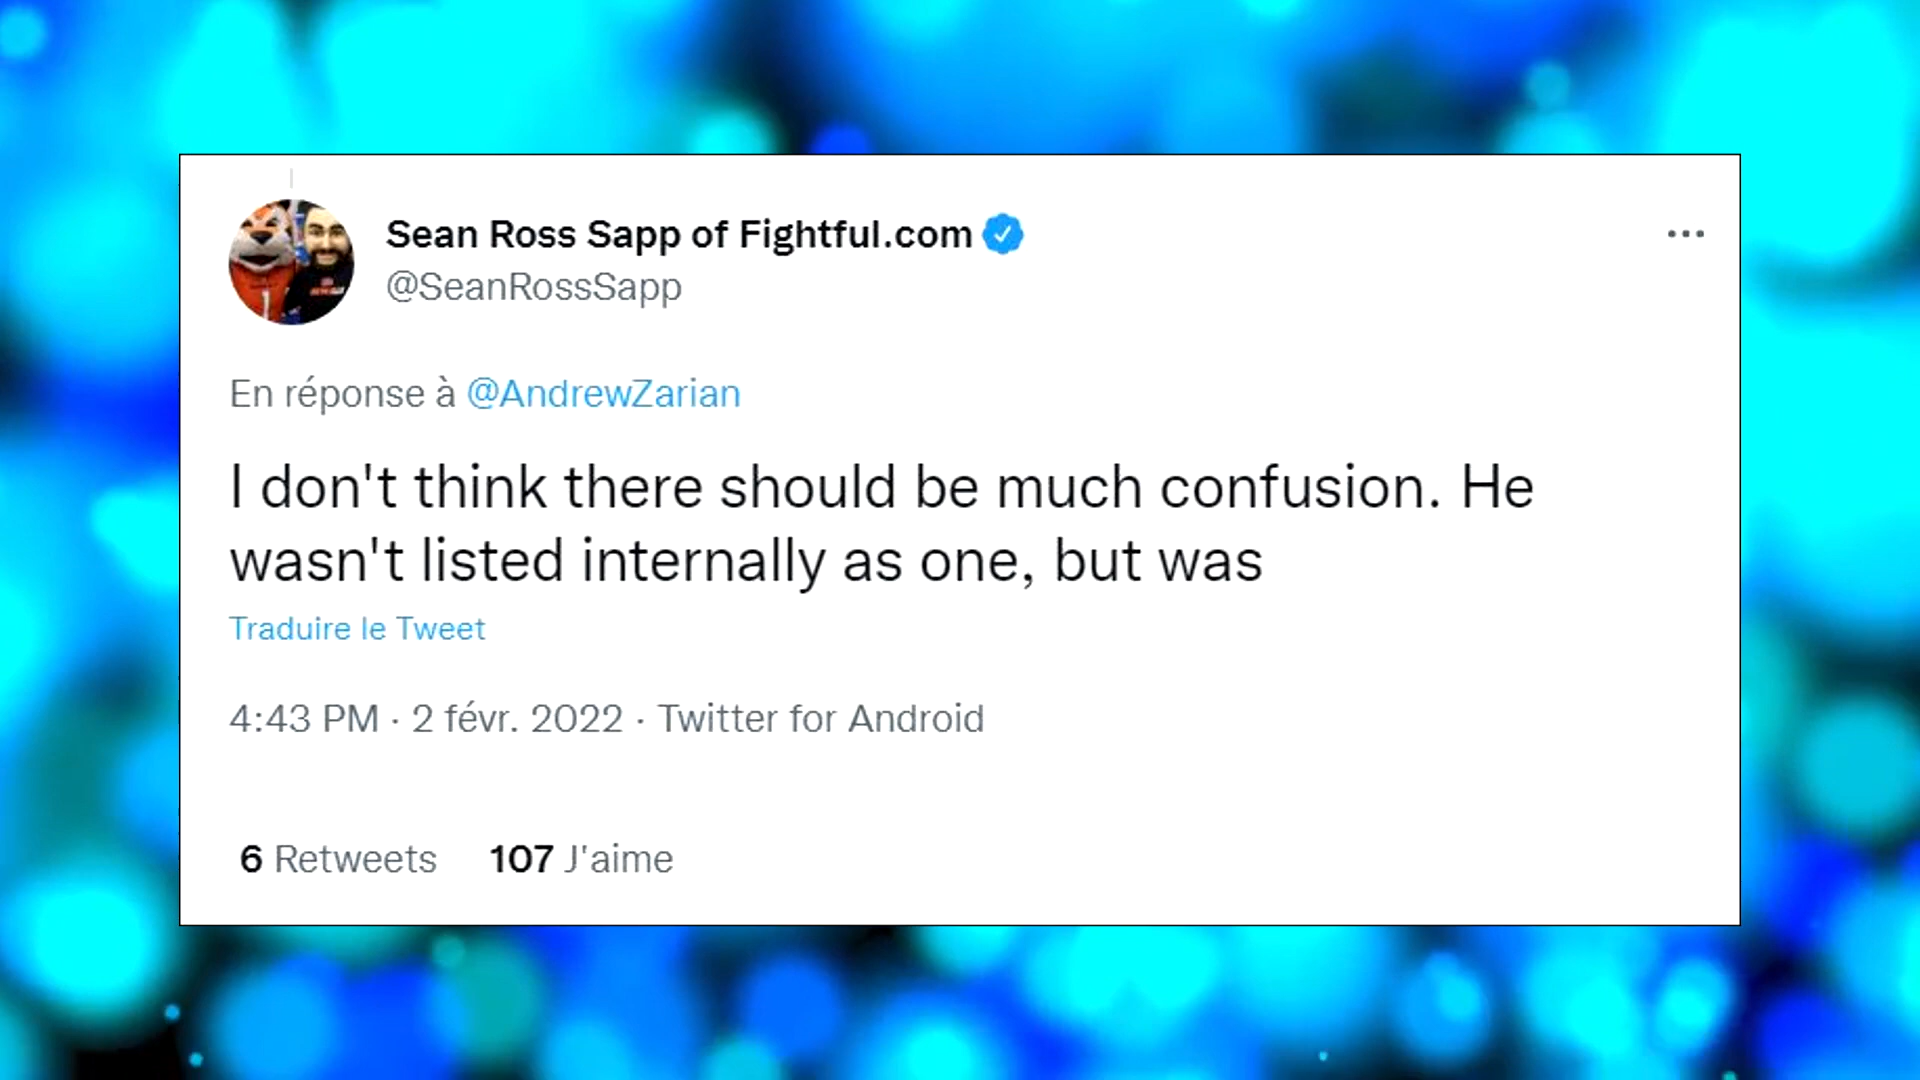 Sean Ross Sapp of Fightful.com
@SeanRossSapp
En réponse à @AndrewZarian
I don't think there should be much confusion. He
wasn't listed internally as one, but was
Traduire le Tweet
4:43 PM · 2 févr. 2022 · Twitter for Android
6 Retweets 107 J'aime